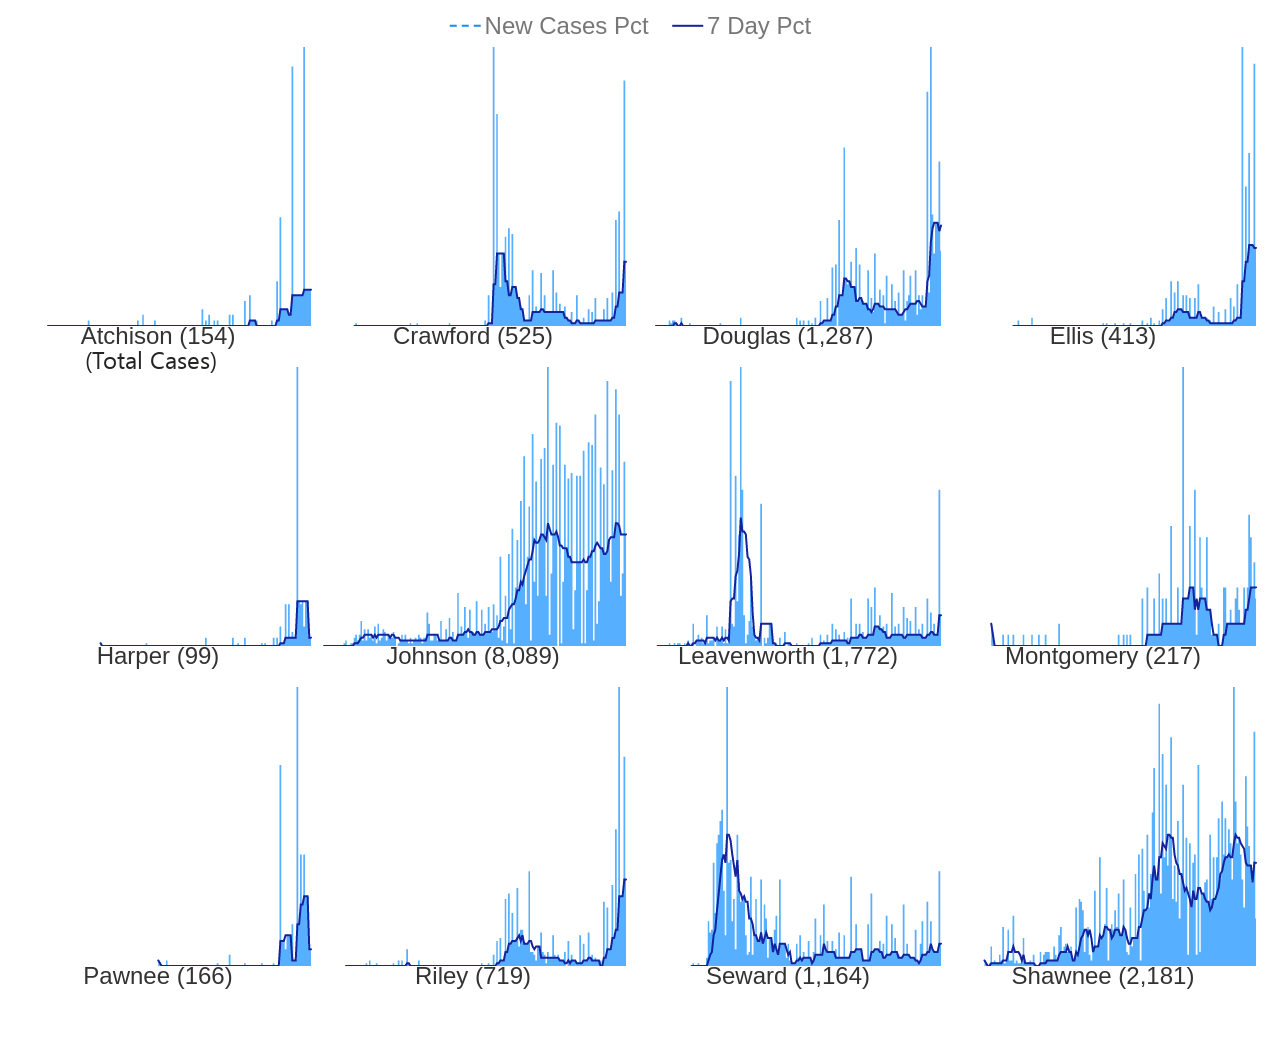 New Cases Pct 7 Day Pct
Atchison (154) Crawford (525) Douglas (1,287) Ellis (413)
(Total Cases)
Harper (99) Johnson (8,089) Leavenworth (1,772) Montgomery (217)
Pawnee (166) Riley (719) Seward (1,164) Shawnee (2,181)